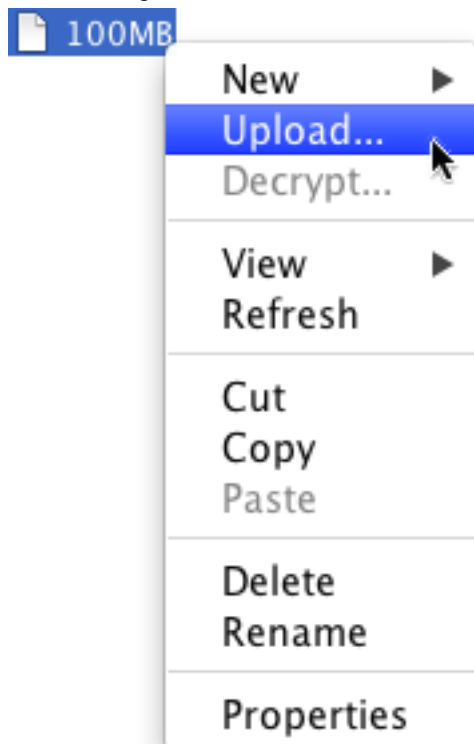 100MB
New
Upload...
Decrypt...
View
Refresh
Cut
Copy
Paste
Delete
Rename
Properties